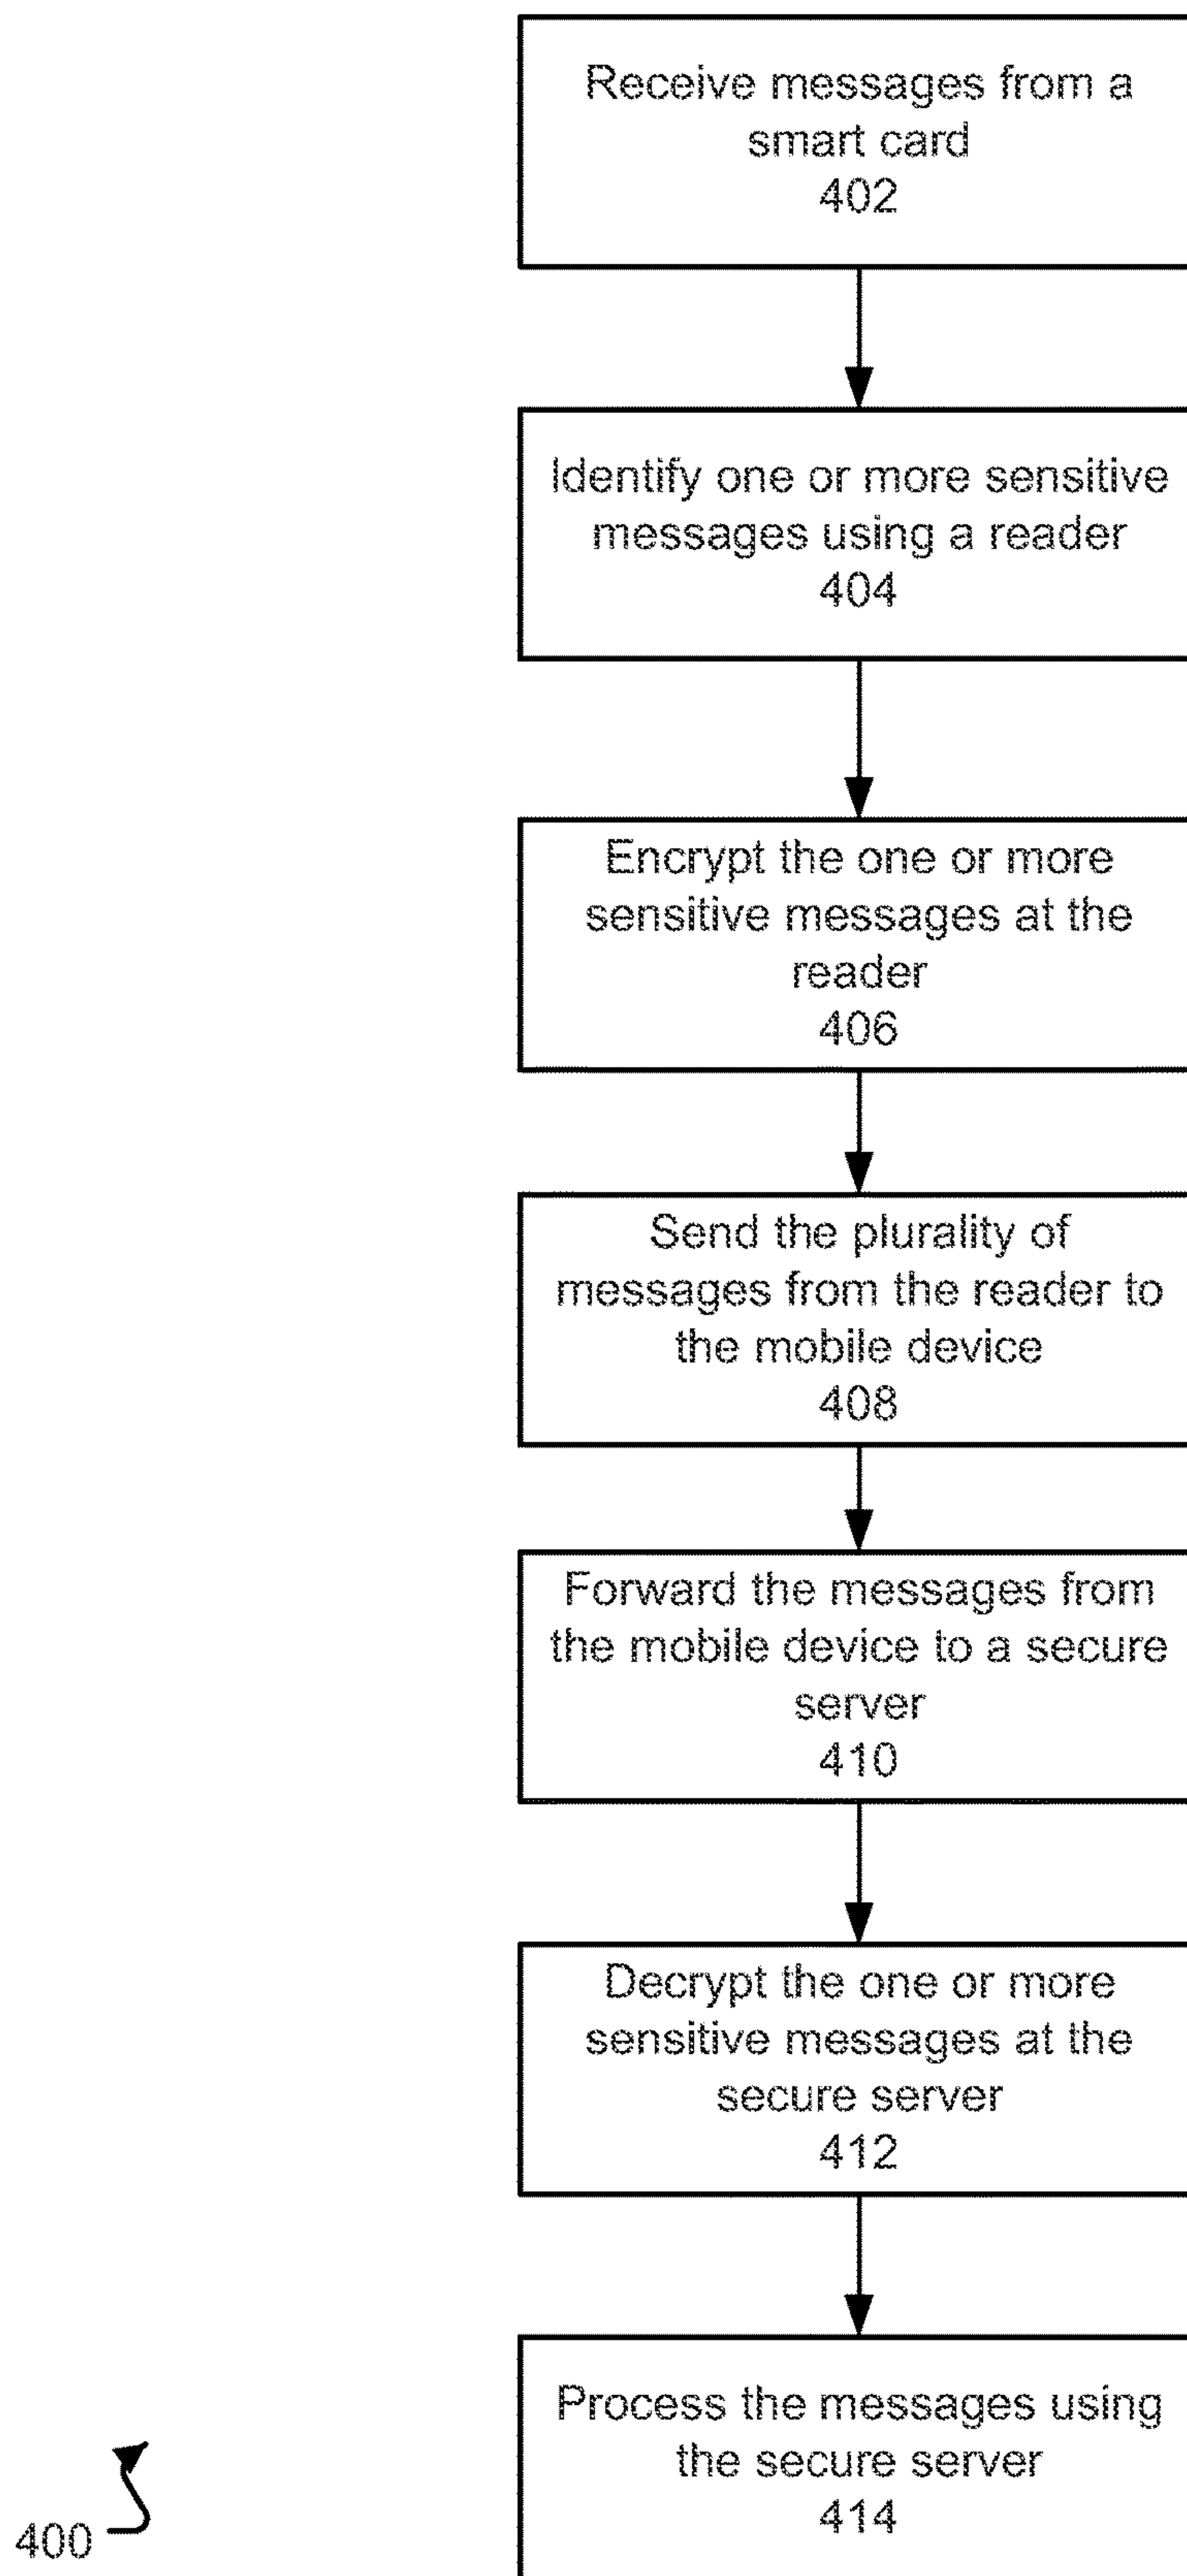 Receive messages from a
smart card
402
Identify one or more sensitive
messages using a reader
404
Encrypt the one or more
sensitive messages at the
reader
406
Send the plurality of
messages from the reader to
the mobile device
408
Forward the messages from
the mobile device to a secure
server
410
Decrypt the one or more
sensitive messages at the
secure server
412
Process the messages using
the secure server
414
400